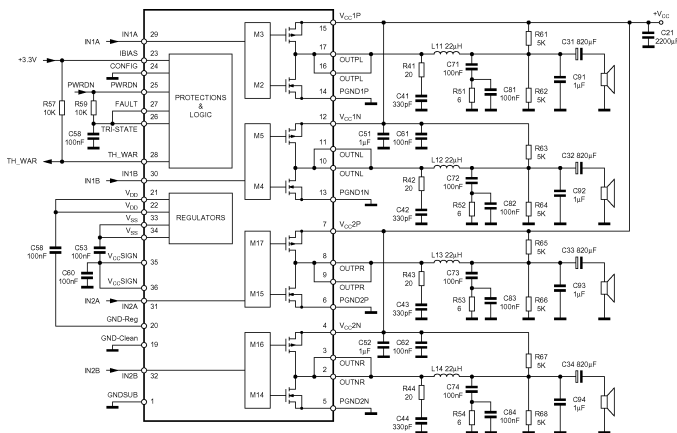 VCC1P
+VCC
IN1A
IN1A
29
M3
15
R61
5K
C31 820µF
C21
2200µF
IBIAS
23
17
L11 22µH
+3.3V
CONFIG
24
OUTPL
PWRDN
PWRDN
25
M2
16
OUTPL
R41
20
C71
100nF
C91
1µF
R57
10K
R59
10K
FAULT
27
PROTECTIONS
&
LOGIC
14
PGND1P
C41
330pF
R51
6
C81
100nF
R62
5K
26
TRI-STATE
12
VCC1N
C58
100nF
M5
11
C51
1µF
C61
100nF
R63
5K
TH_WAR
TH_WAR
28
OUTNL
L12 22µH
C32 820µF
IN1B
IN1B
30
M4
10
OUTNL
R42
20
C72
100nF
C92
1µF
VDD
21
13
PGND1N
VDD
22
C42
330pF
R52
6
C82
100nF
R64
5K
VSS
33
REGULATORS
VSS
34
7
VCC2P
C58
100nF
C53
100nF
M17
R65
5K
VCCSIGN
35
8
L13 22µH
C33 820µF
C60
100nF
OUTPR
VCCSIGN
36
9
OUTPR
R43
20
C73
100nF
C93
1µF
IN2A
IN2A
31
M15
6
PGND2P
GND-Reg
20
C43
330pF
R53
6
C83
100nF
R66
5K
GND-Clean
19
4
VCC2N
M16
3
C52
1µF
C62
100nF
R67
5K
IN2B
IN2B
32
OUTNR
L14 22µH
C34 820µF
2
OUTNR
R44
20
C74
100nF
C94
1µF
GNDSUB
1
M14
5
PGND2N
C44
330pF
R54
6
C84
100nF
R68
5K